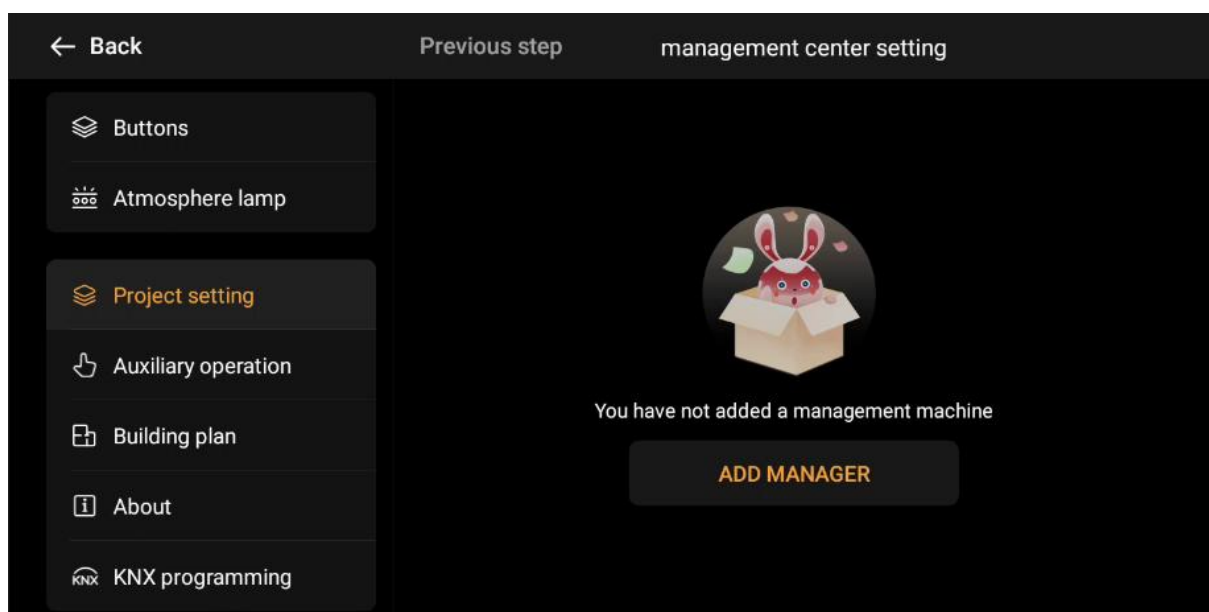 Back
Previous step
management center setting
Buttons
Atmosphere lamp
Project setting
Auxiliary operation
Building plan
About
KNX KNX programming
You have not added a management machine
ADD MANAGER